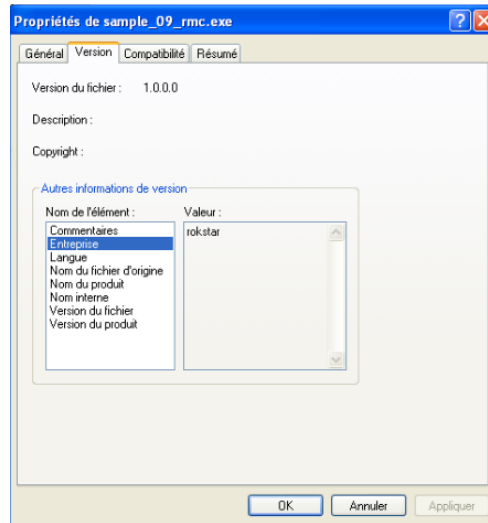 Propriétés de sample_09_rmc.exe
Général Version Compatibilité Résumé
Version du fichier : 1.0.0.0
Description :
Copyright :
Autres informations de version
Nom de l'élément : Valeur :
Commentaires rokstar
Entreprise
Langue
Nom du fichier d'origine
Nom du produit
Nom interne
Version du fichier
Version du produit
OK Annuler Appliquer